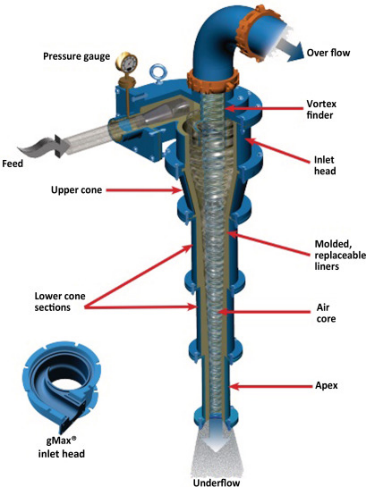 Pressure gauge
Over flow
Vortex
finder
Feed
Inlet
head
Upper cone
Molded,
replaceable
liners
Lower cone
sections
Air
core
Apex
gMax®
inlet head
Underflow